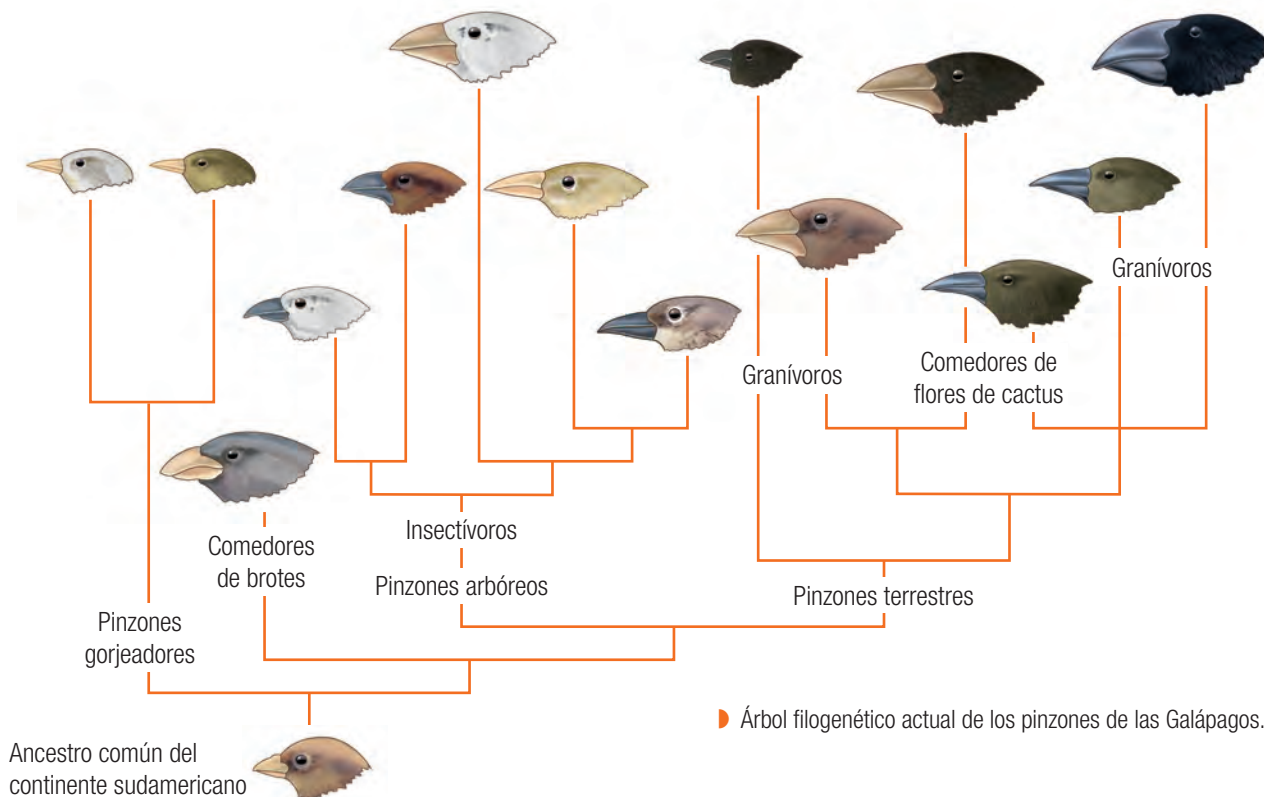 Granívoros
Granívoros
Comedores de
flores de cactus
Insectívoros
Comedores
de brotes
Pinzones arbóreos
Pinzones terrestres
Pinzones
gorjeadores
Árbol filogenético actual de los pinzones de las Galápagos.
Ancestro común del
continente sudamericano